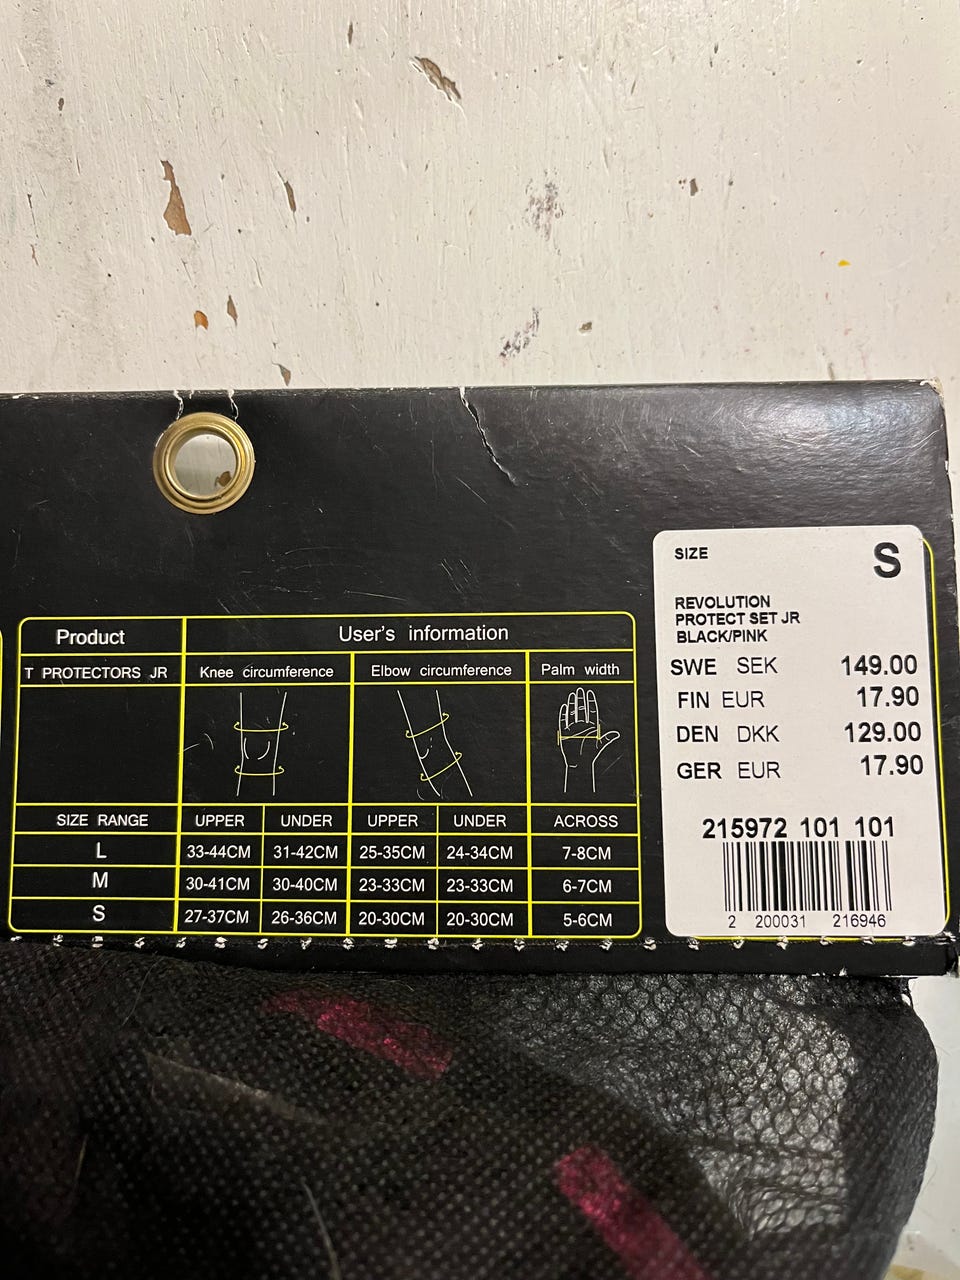 Product User's information
T PROTECTORS JR Knee circumference Elbow circumference Palm width
SIZE RANGE UPPER UNDER UPPER UNDER ACROSS
L 33-44CM 31-42CM 25-35CM 24-34CM 7-8CM
M 30-41CM 30-40CM 23-33CM 23-33CM 6-7CM
S 27-37CM 26-36CM 20-30CM 20-30CM 5-6CM
SIZE S
REVOLUTION
PROTECT SET JR
BLACK/PINK
SWE SEK 149.00
FIN EUR 17.90
DEN DKK 129.00
GER EUR 17.90
215972 101 101
2 200031 216946